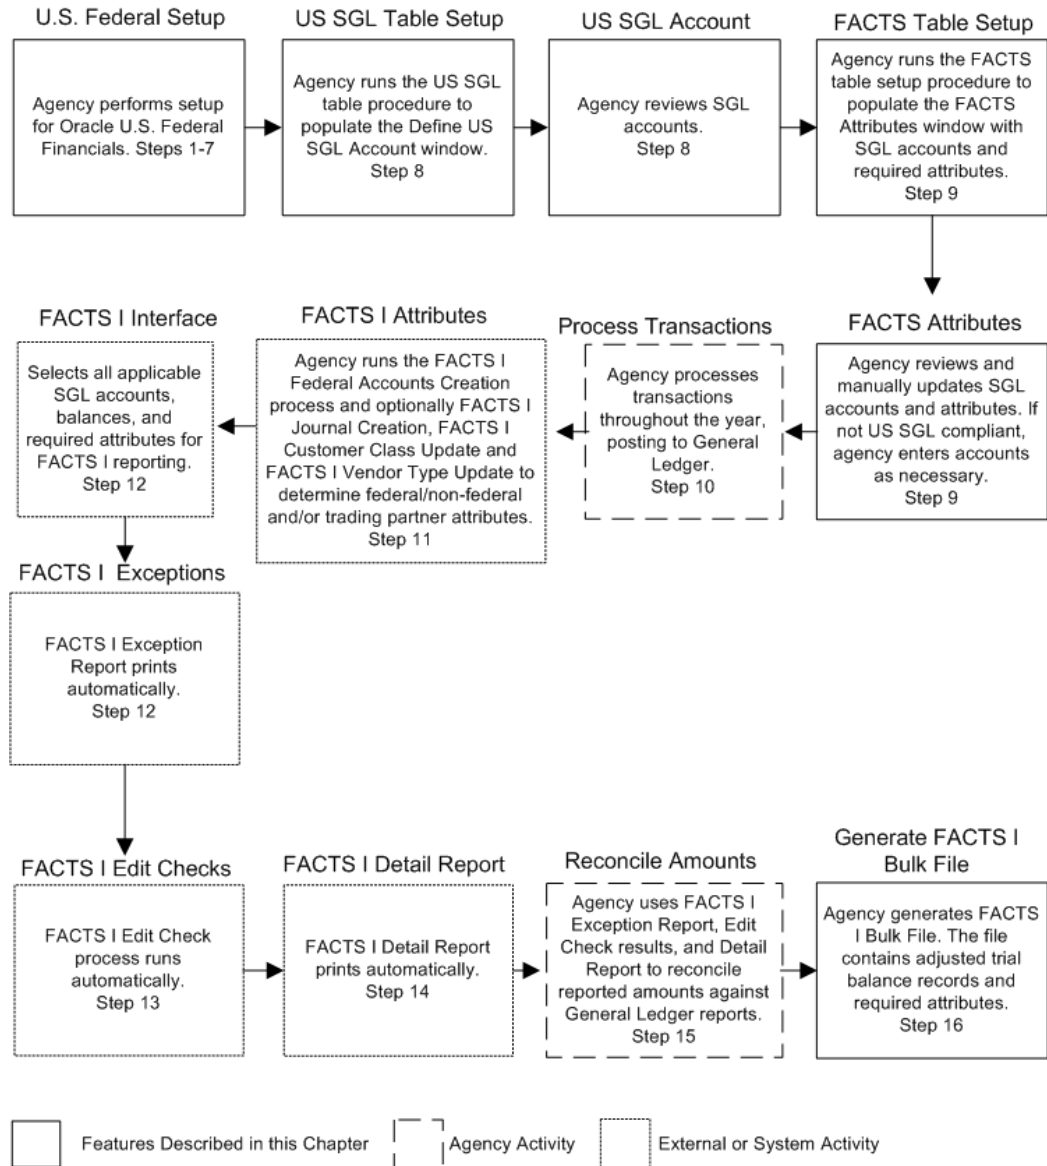 U.S. Federal Setup
Agency performs setup
for Oracle U.S. Federal
Financials. Steps 1-7
US SGL Table Setup
Agency runs the US SGL
table procedure to
populate the Define US
SGL Account window.
Step 8
US SGL Account
Agency reviews SGL
accounts.
Step 8
FACTS Table Setup
Agency runs the FACTS
table setup procedure to
populate the FACTS
Attributes window with
SGL accounts and
required attributes.
Step 9
FACTS Attributes
Agency reviews and
manually updates SGL
accounts and attributes. If
not US SGL compliant,
agency enters accounts
as necessary.
Step 9
Process Transactions
Agency processes
transactions
throughout the year,
posting to General
Ledger.
Step 10
FACTS I Attributes
Agency runs the FACTS I
Federal Accounts Creation
process and optionally FACTS I
Journal Creation, FACTS I
Customer Class Update and
FACTS I Vendor Type Update to
determine federal/non-federal
and/or trading partner attributes.
Step 11
FACTS I Interface
Selects all applicable
SGL accounts,
balances, and
required attributes for
FACTS I reporting.
Step 12
FACTS I Exceptions
FACTS I Exception
Report prints
automatically.
Step 12
FACTS I Edit Checks
FACTS I Edit Check
process runs
automatically.
Step 13
FACTS I Detail Report
FACTS I Detail Report
prints automatically.
Step 14
Reconcile Amounts
Agency uses FACTS I
Exception Report, Edit
Check results, and Detail
Report to reconcile
reported amounts against
General Ledger reports.
Step 15
Generate FACTS I
Bulk File
Agency generates FACTS
I Bulk File. The file
contains adjusted trial
balance records and
required attributes.
Step 16
Features Described in this Chapter
Agency Activity
External or System Activity